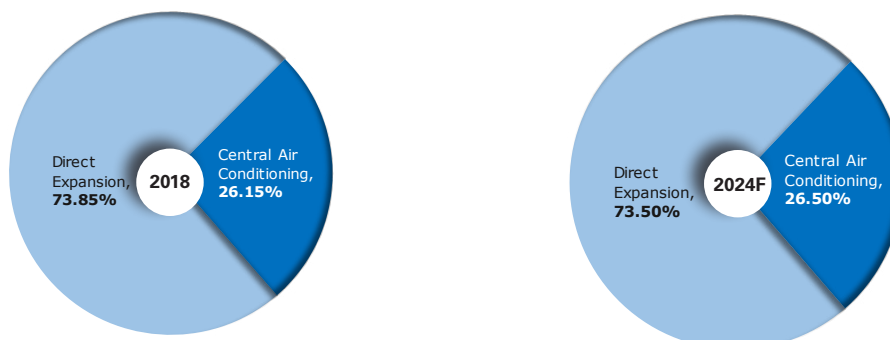 Direct
Expansion,
73.85%
2018
Central Air
Conditioning,
26.15%
Direct
Expansion,
73.50%
2024F
Central Air
Conditioning,
26.50%